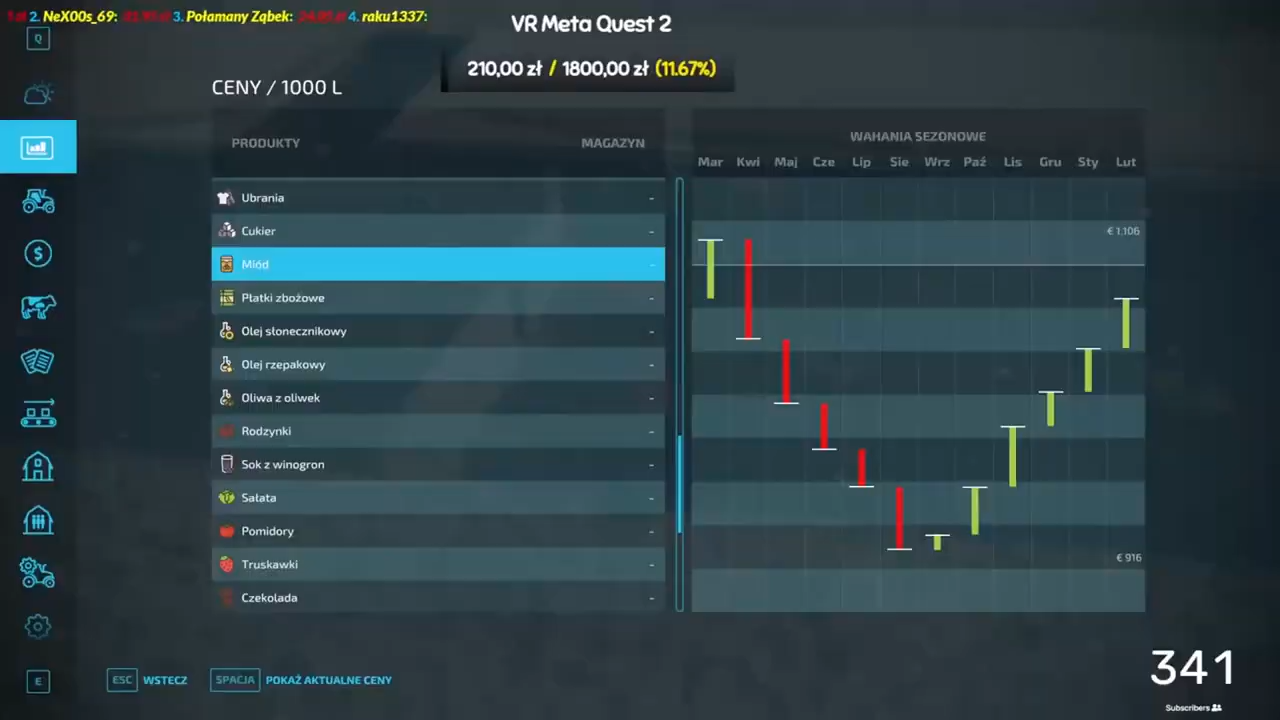 2. NeX00s_69: 3. Połamany Ząbek: 4. raku1337:
VR Meta Quest 2
210,00 zł / 1800,00 zł (11.67%)
Q
CENY / 1000 L
PRODUKTY MAGAZYN
WAHANIA SEZONOWE
Mar Kwi Maj Cze Lip Sie Wrz Paź Lis Gru Sty Lut
Ubrania -
Cukier -
Miód -
Płatki zbożowe -
Olej słonecznikowy -
Olej rzepakowy -
Oliwa z oliwek -
Rodzynki -
Sok z winogron -
Sałata -
Pomidory -
Truskawki -
Czekolada -
€ 1.106
€ 916
E
ESC WSTECZ SPACJA POKAŻ AKTUALNE CENY
341
Subscribers